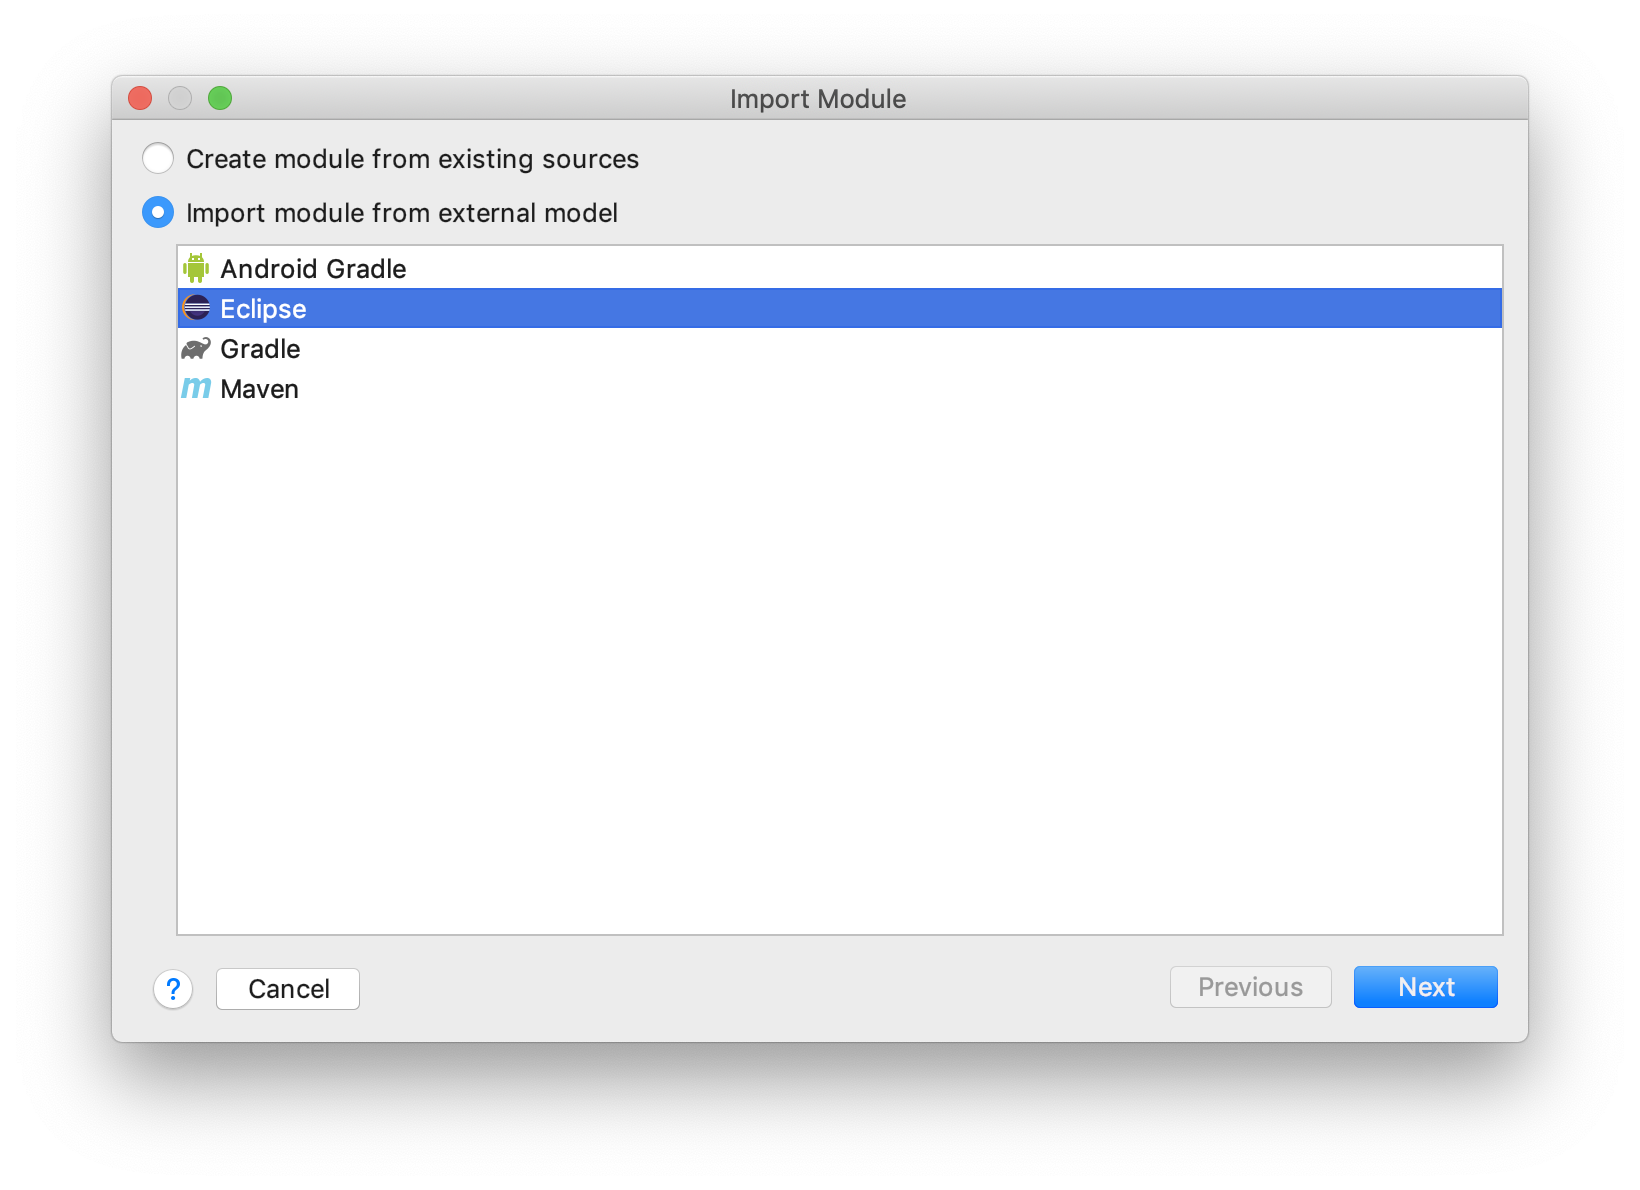 Import Module
Create module from existing sources
Import module from external model
Android Gradle
Eclipse
Gradle
m Maven
? Cancel Previous Next